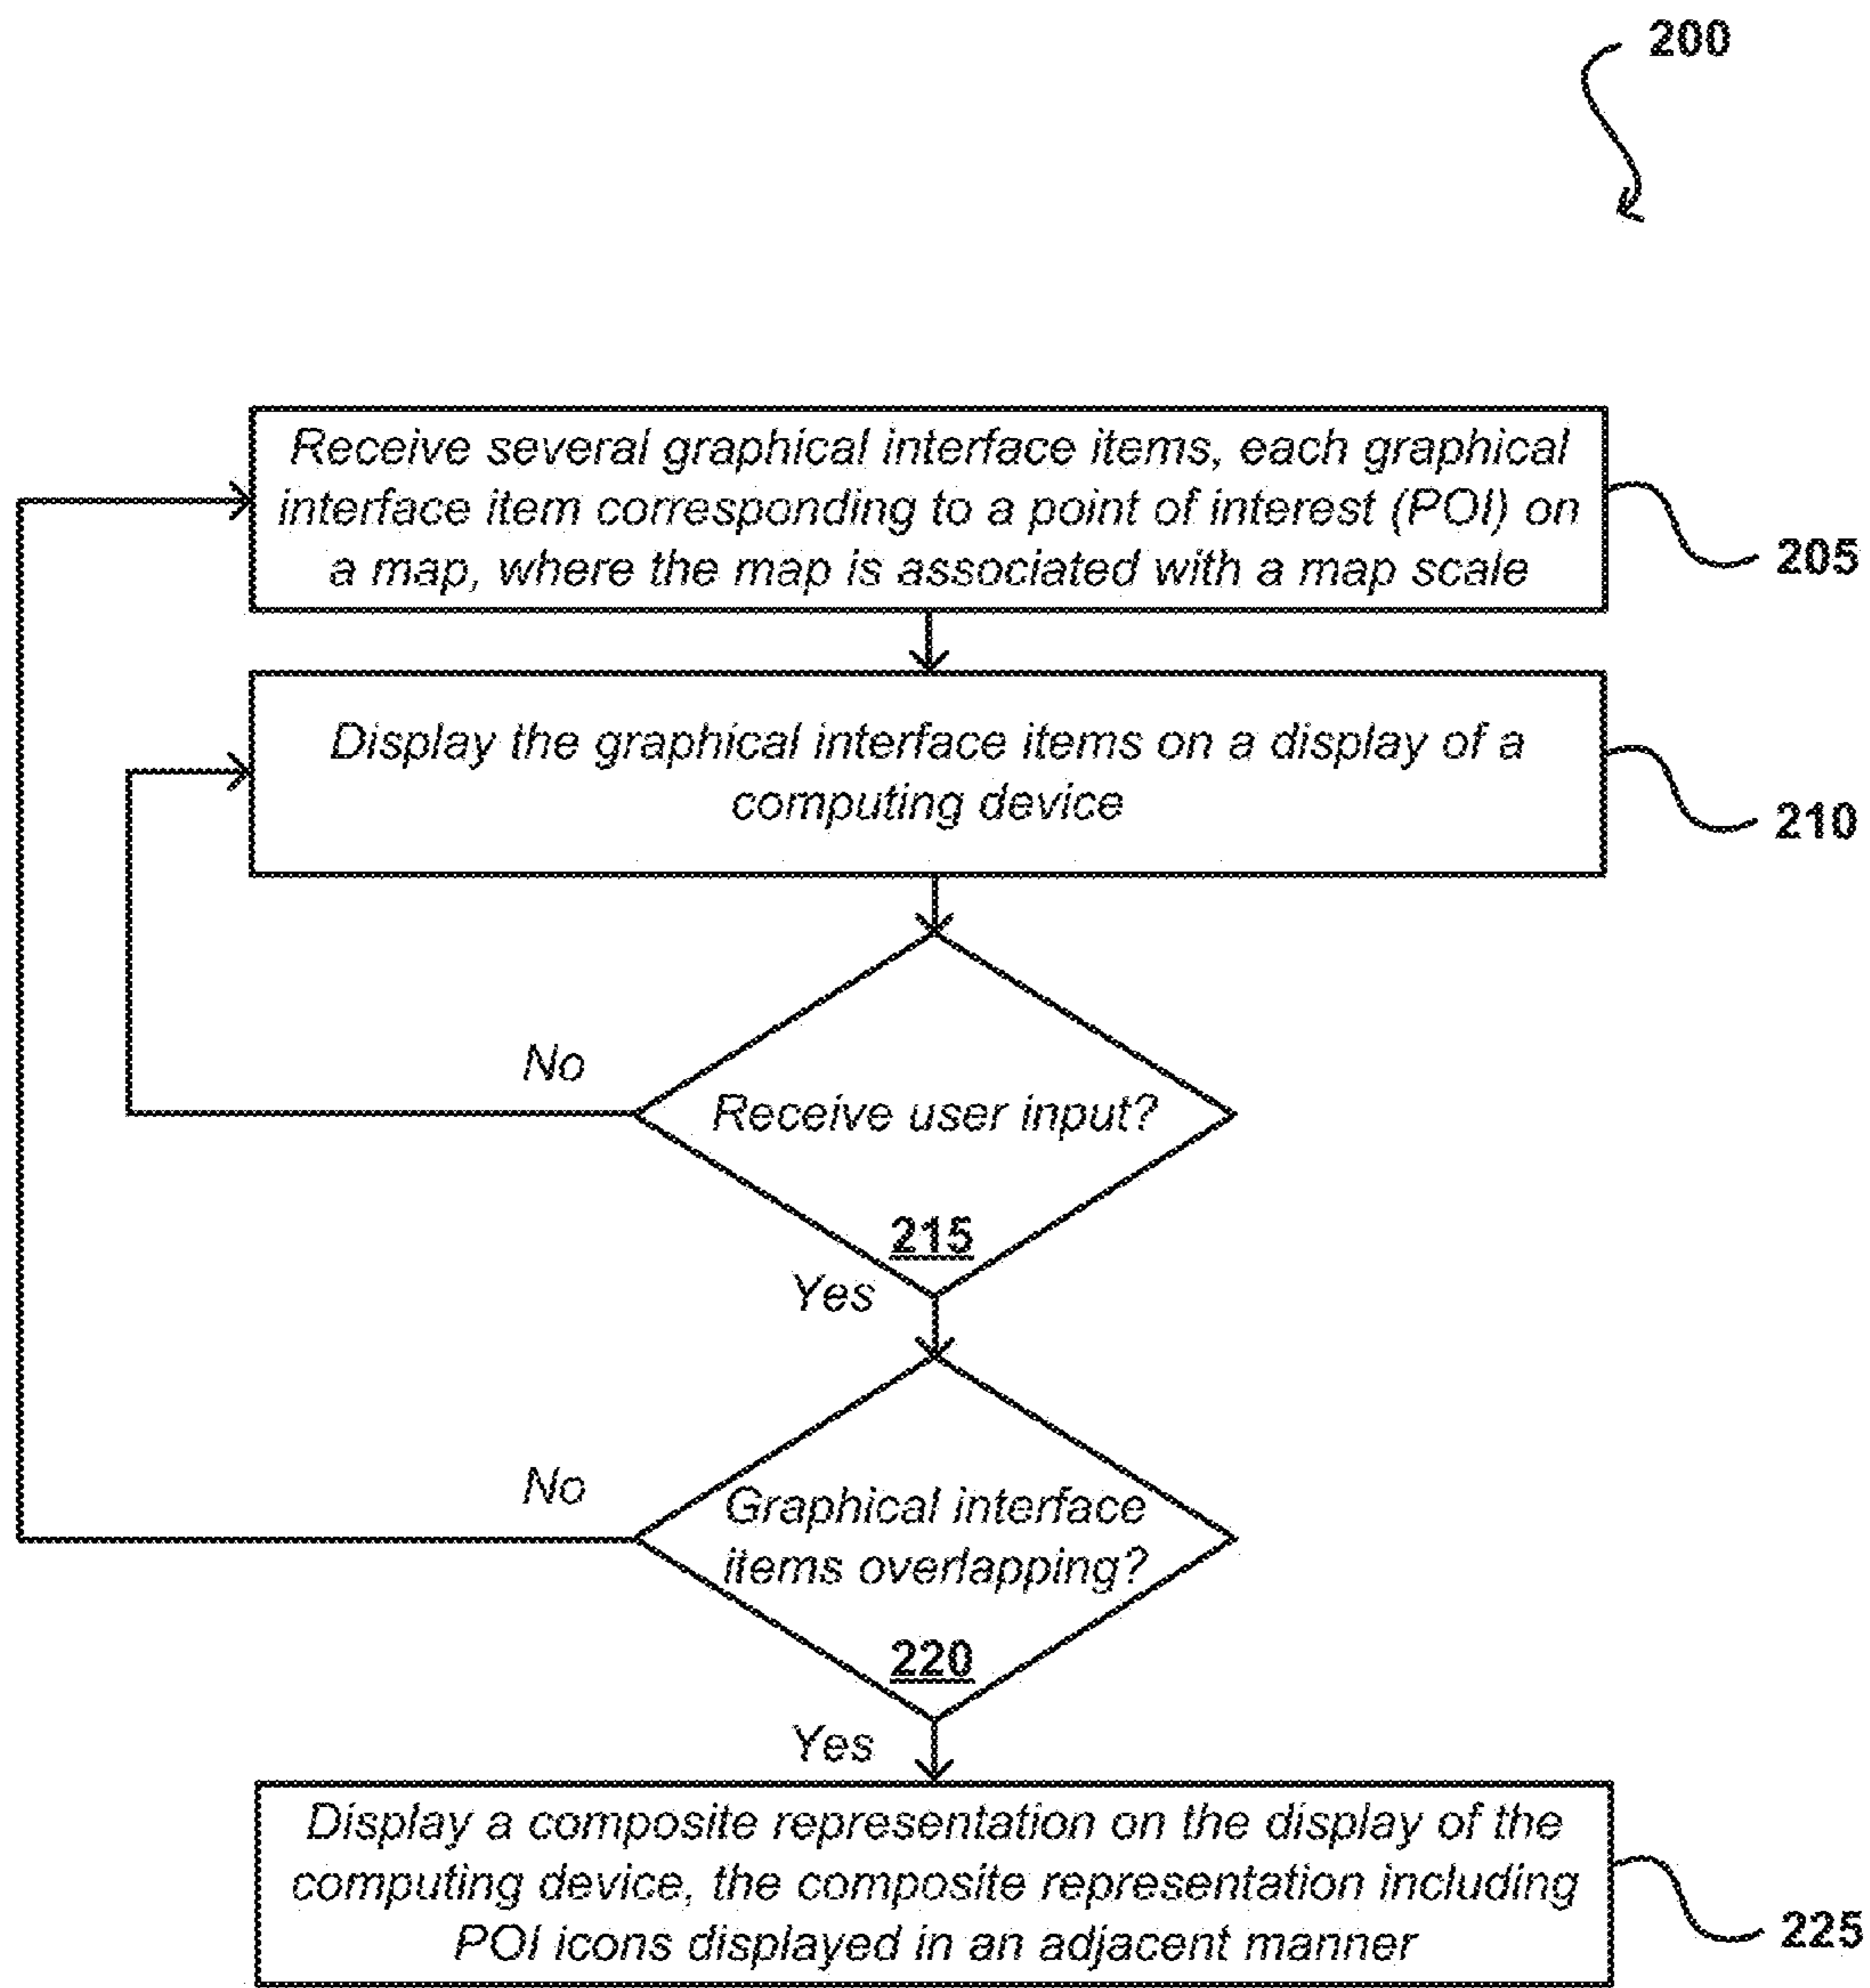 200
Receive several graphical interface items, each graphical
interface item corresponding to a point of interest (POI) on
a map, where the map is associated with a map scale
205
Display the graphical interface items on a display of a
computing device
210
No
Receive user input?
215
Yes
No
Graphical interface
items overlapping?
220
Yes
Display a composite representation on the display of the
computing device, the composite representation including
POI icons displayed in an adjacent manner
225